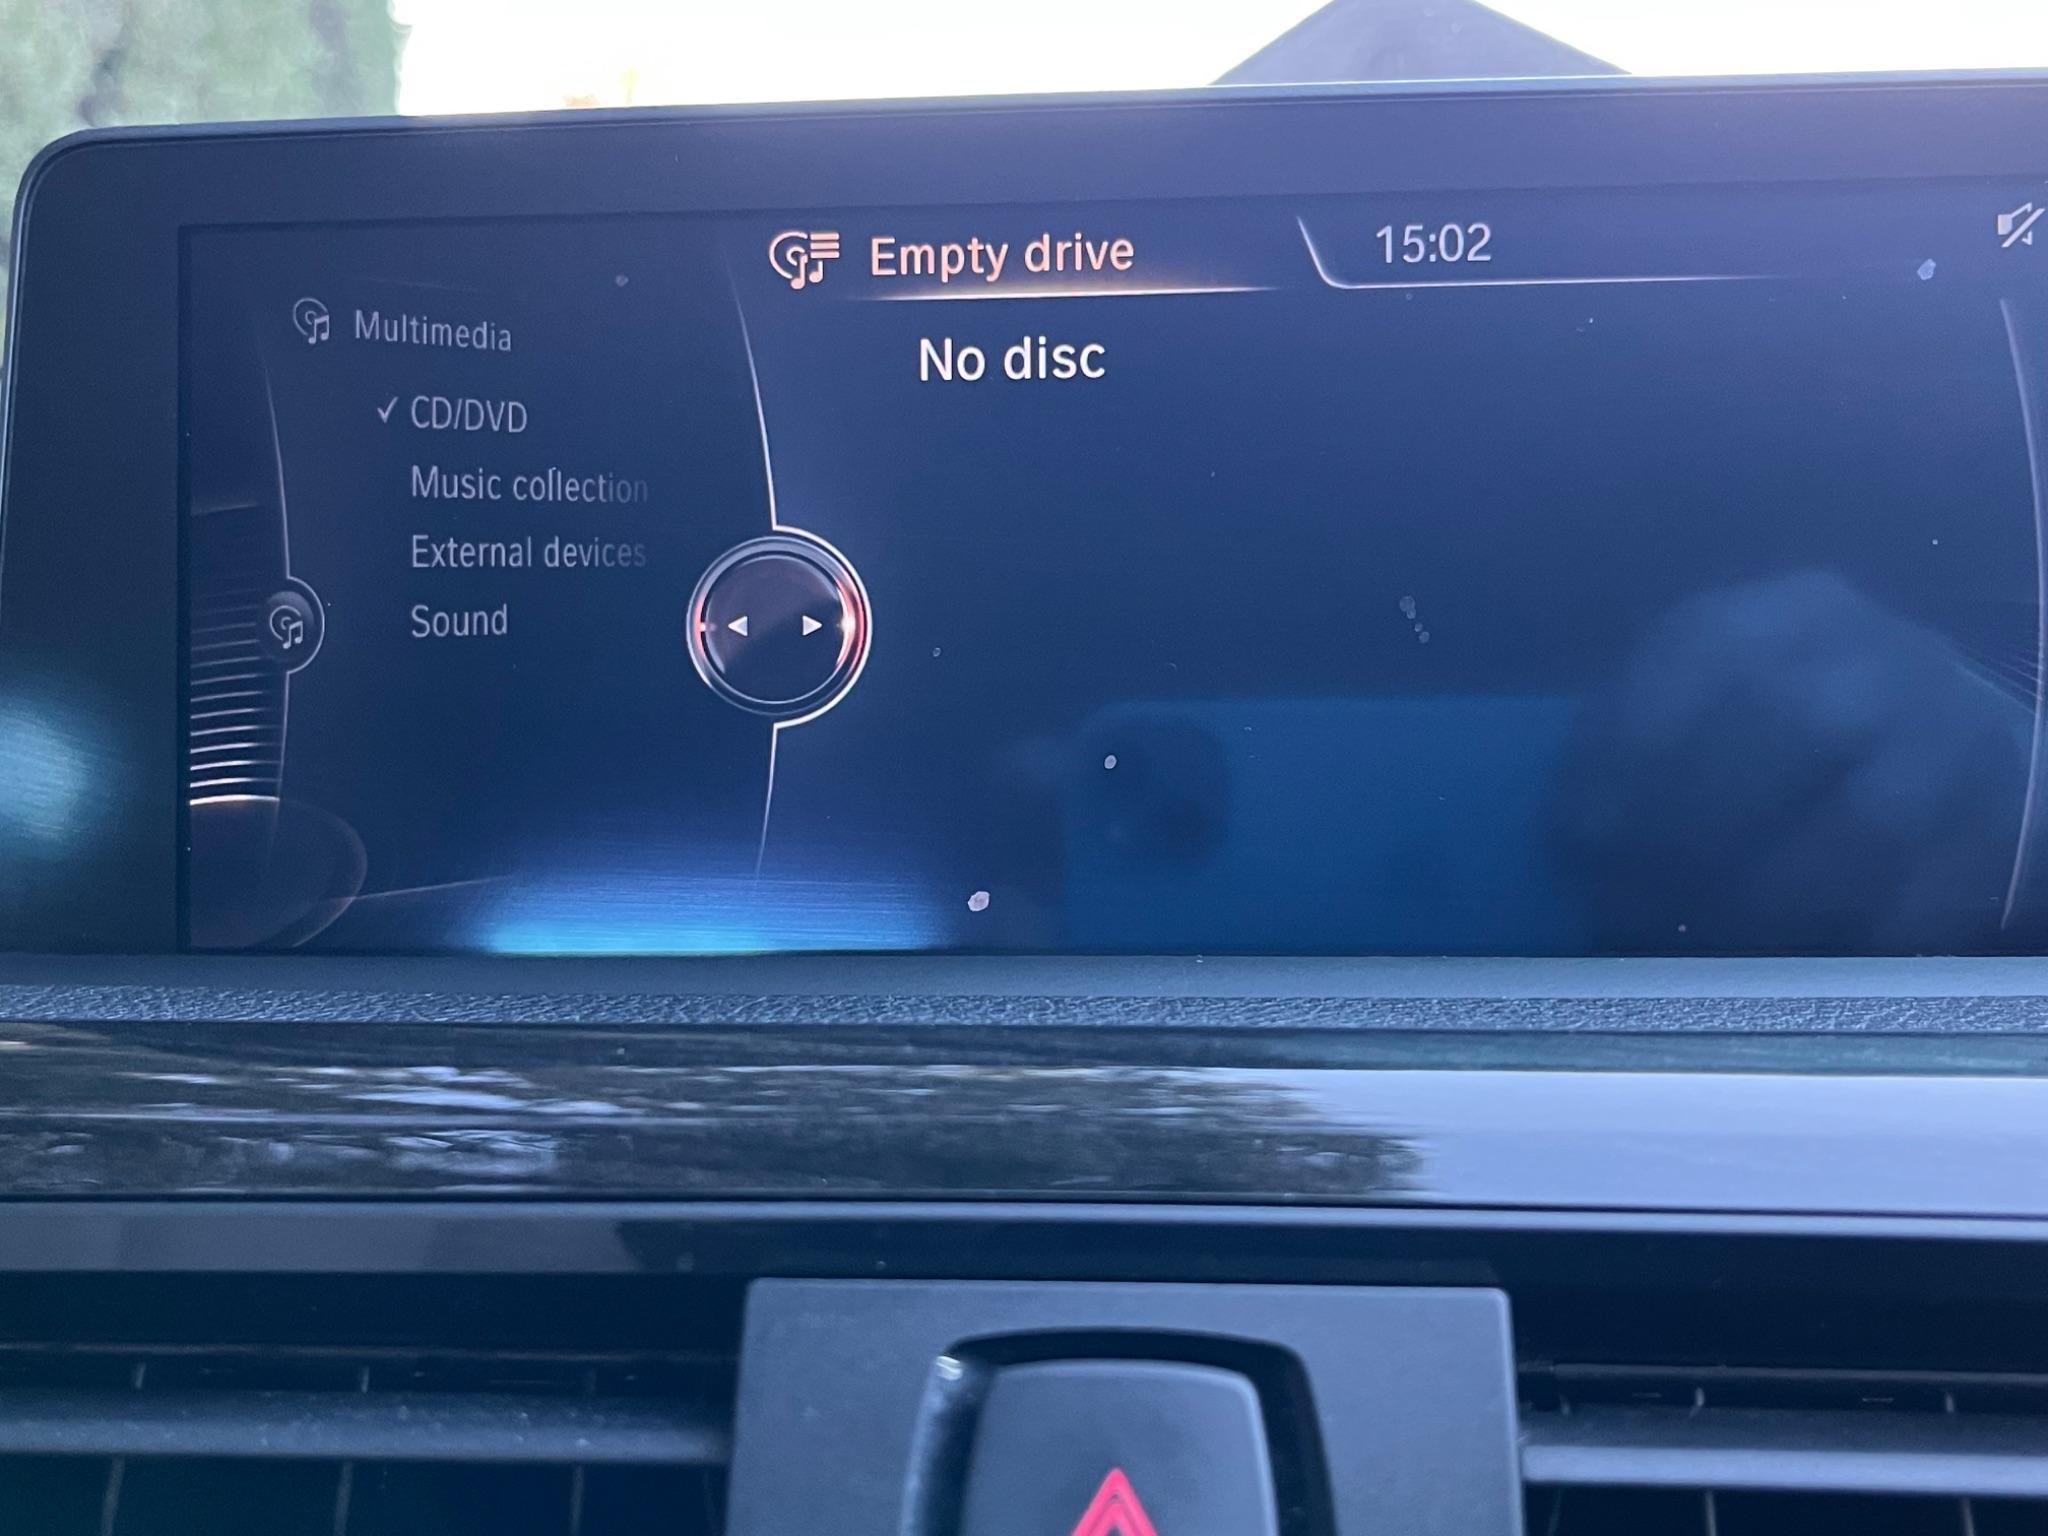 Empty drive
15:02
Multimedia
No disc
✓ CD/DVD
Music collection
External devices
Sound